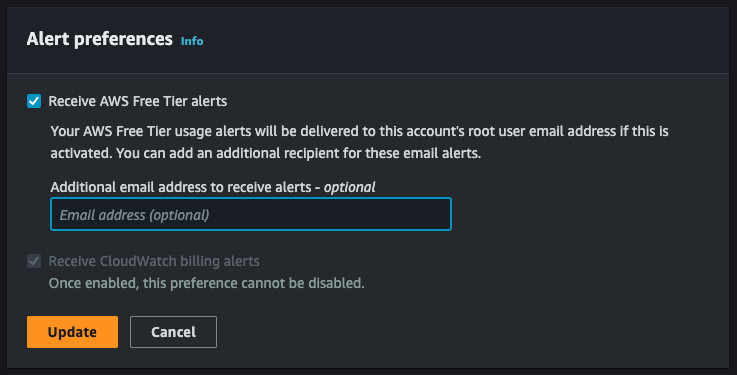 Alert preferences Info
Receive AWS Free Tier alerts
Your AWS Free Tier usage alerts will be delivered to this account's root user email address if this is
activated. You can add an additional recipient for these email alerts.
Additional email address to receive alerts - optional
Email address (optional)
Receive CloudWatch billing alerts
Once enabled, this preference cannot be disabled.
Update Cancel